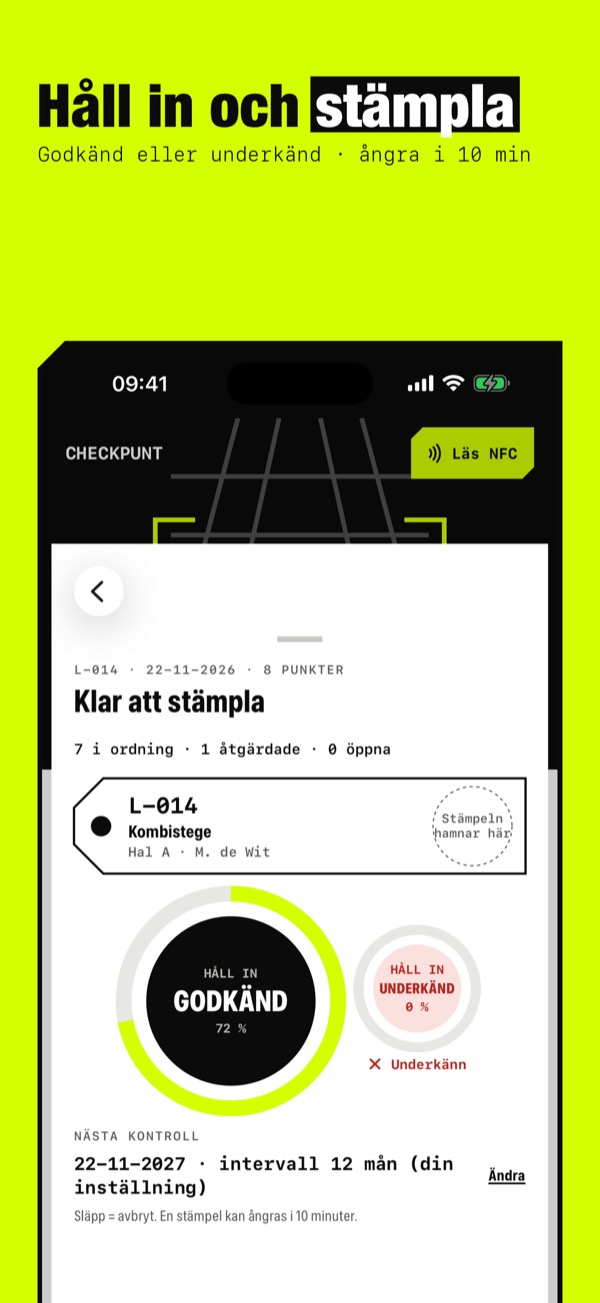 Håll in och stämpla
Godkänd eller underkänd · ångra i 10 min
09:41
CHECKPUNT
Läs NFC
L-014 · 22-11-2026 · 8 PUNKTER
Klar att stämpla
7 i ordning · 1 åtgärdade · 0 öppna
L-014
Kombistege
Hal A · M. de Wit
Stämpeln
hamnar här
HÅLL IN
GODKÄND
72 %
HÅLL IN
UNDERKÄND
0 %
✕ Underkänn
NÄSTA KONTROLL
22-11-2027 · intervall 12 mån (din
inställning)
Ändra
Släpp = avbryt. En stämpel kan ångras i 10 minuter.